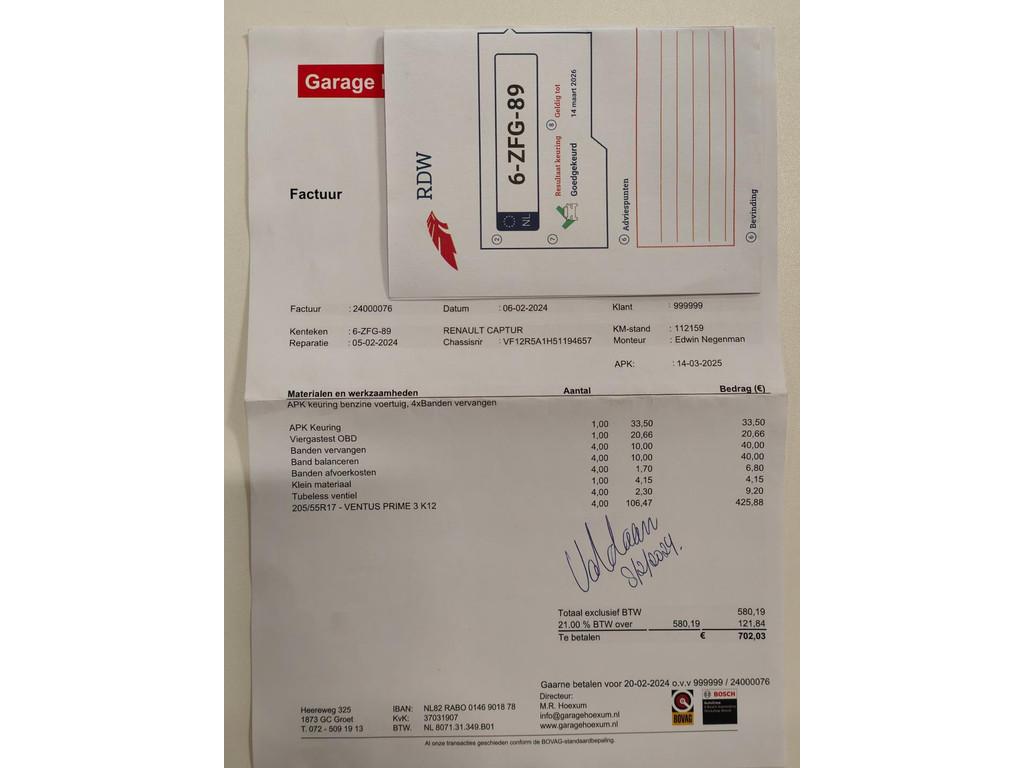 Garage
RDW
2
NL
6-ZFG-89
7 Resultaat keuring
Goedgekeurd
8 Geldig tot
14 maart 2026
6 Adviespunten
6 Bevinding
Factuur
Factuur : 24000076 Datum : 06-02-2024 Klant : 999999
Kenteken : 6-ZFG-89 RENAULT CAPTUR KM-stand : 112159
Reparatie : 05-02-2024 Chassisnr : VF12R5A1H51194657 Monteur : Edwin Negenman
APK: : 14-03-2025
Materialen en werkzaamheden Aantal Bedrag (€)
APK keuring benzine voertuig, 4xBanden vervangen
APK Keuring 1,00 33,50 33,50
Viergastest OBD 1,00 20,66 20,66
Banden vervangen 4,00 10,00 40,00
Band balanceren 4,00 10,00 40,00
Banden afvoerkosten 4,00 1,70 6,80
Klein materiaal 1,00 4,15 4,15
Tubeless ventiel 4,00 2,30 9,20
205/55R17 - VENTUS PRIME 3 K12 4,00 106,47 425,88
Voldaan
8/2/2024.
Totaal exclusief BTW 580,19
21.00 % BTW over 580,19 121,84
Te betalen € 702,03
Gaarne betalen voor 20-02-2024 o.v.v 999999 / 24000076
Heereweg 325 IBAN: NL82 RABO 0146 9018 78 Directeur:
1873 GC Groet KvK: 37031907 M.R. Hoexum
T. 072 - 509 19 13 BTW. NL 8071.31.349.B01 info@garagehoexum.nl
www.garagehoexum.nl
BOVAG
BOSCH
Al onze transacties geschieden conform de BOVAG-standaardbepaling.